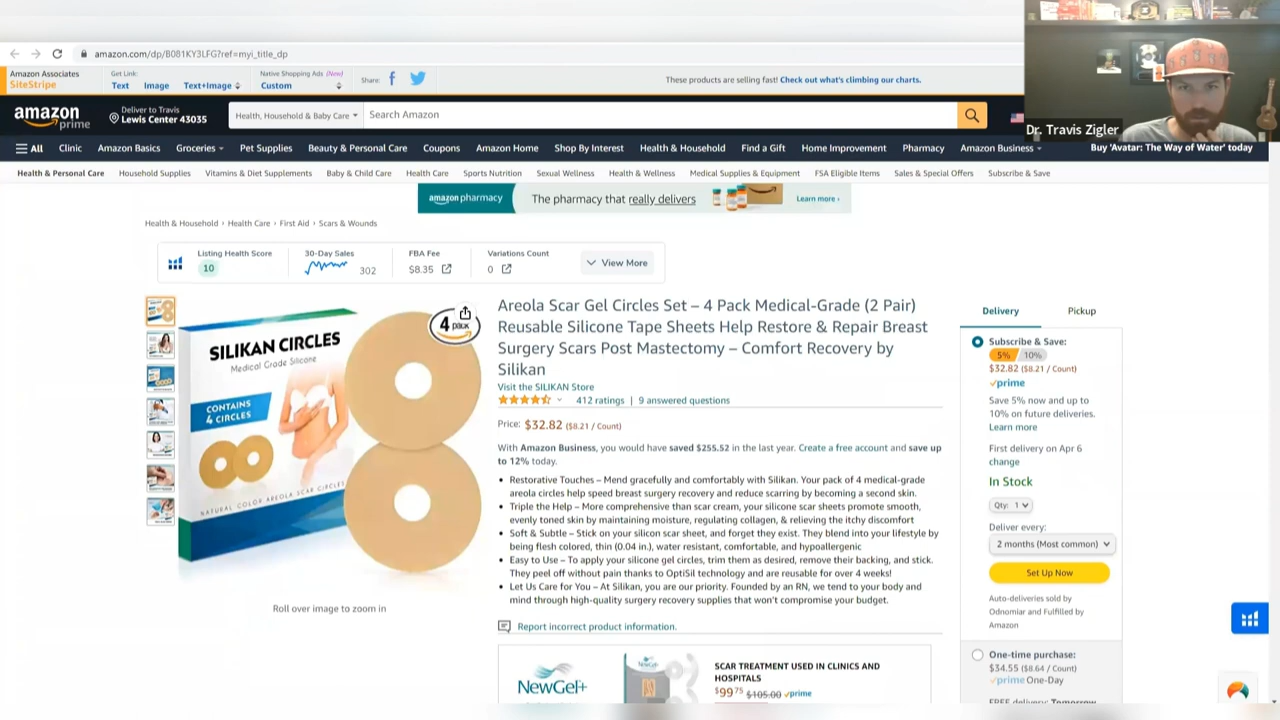 amazon.com/dp/B081KY3LFG?ref=myi_title_dp
Amazon Associates
SiteStripe
Get Link:
Text Image Text+Image
Native Shopping Ads (New)
Custom
Share:
These products are selling fast! Check out what's climbing our charts.
amazon
prime
Deliver to Travis
Lewis Center 43035
Health, Household & Baby Care
Search Amazon
Dr. Travis Zigler
All Clinic Amazon Basics Groceries Pet Supplies Beauty & Personal Care Coupons Amazon Home Shop By Interest Health & Household Find a Gift Home Improvement Pharmacy Amazon Business Buy 'Avatar: The Way of Water' today
Health & Personal Care Household Supplies Vitamins & Diet Supplements Baby & Child Care Health Care Sports Nutrition Sexual Wellness Health & Wellness Medical Supplies & Equipment FSA Eligible Items Sales & Special Offers Subscribe & Save
amazon pharmacy The pharmacy that really delivers Learn more ›
Health & Household › Health Care › First Aid › Scars & Wounds
Listing Health Score
10
30-Day Sales
302
FBA Fee
$8.35
Variations Count
0
View More
SILIKAN CIRCLES
Medical Grade Silicone
CONTAINS
4 CIRCLES
NATURAL COLOR AREOLA SCAR CIRCLES
4 pack
Roll over image to zoom in
Areola Scar Gel Circles Set – 4 Pack Medical-Grade (2 Pair)
Reusable Silicone Tape Sheets Help Restore & Repair Breast
Surgery Scars Post Mastectomy – Comfort Recovery by
Silikan
Visit the SILIKAN Store
412 ratings | 9 answered questions
Price: $32.82 ($8.21 / Count)
With Amazon Business, you would have saved $255.52 in the last year. Create a free account and save up
to 12% today.
• Restorative Touches – Mend gracefully and comfortably with Silikan. Your pack of 4 medical-grade
areola circles help speed breast surgery recovery and reduce scarring by becoming a second skin.
• Triple the Help – More comprehensive than scar cream, your silicone scar sheets promote smooth,
evenly toned skin by maintaining moisture, regulating collagen, & relieving the itchy discomfort
• Soft & Subtle – Stick on your silicon scar sheet, and forget they exist. They blend into your lifestyle by
being flesh colored, thin (0.04 in.), water resistant, comfortable, and hypoallergenic
• Easy to Use – To apply your silicone gel circles, trim them as desired, remove their backing, and stick.
They peel off without pain thanks to OptiSil technology and are reusable for over 4 weeks!
• Let Us Care for You – At Silikan, you are our priority. Founded by an RN, we tend to your body and
mind through high-quality surgery recovery supplies that won't compromise your budget.
Report incorrect product information.
NewGel+
SCAR TREATMENT USED IN CLINICS AND
HOSPITALS
$99.75 $105.00 prime
Delivery Pickup
Subscribe & Save:
5% 10%
$32.82 ($8.21 / Count)
prime
Save 5% now and up to
10% on future deliveries.
Learn more
First delivery on Apr 6
change
In Stock
Qty: 1
Deliver every:
2 months (Most common)
Set Up Now
Auto-deliveries sold by
Odnomiar and Fulfilled by
Amazon
One-time purchase:
$34.55 ($8.64 / Count)
prime One-Day
FREE delivery: Tomorrow